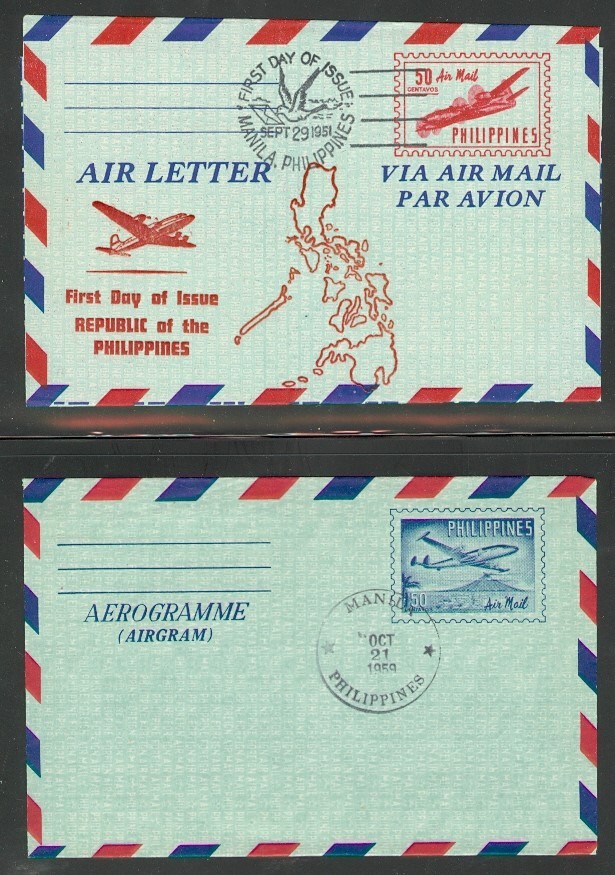 FIRST DAY OF ISSUE
SEPT 29 1951
MANILA, PHILIPPINES
50 Air Mail
CENTAVOS
PHILIPPINES
AIR LETTER
VIA AIR MAIL
PAR AVION
First Day of Issue
REPUBLIC of the
PHILIPPINES
PHILIPPINES
50
CENTAVOS
Air Mail
AEROGRAMME
(AIRGRAM)
MANILA
OCT
21
1959
PHILIPPINES